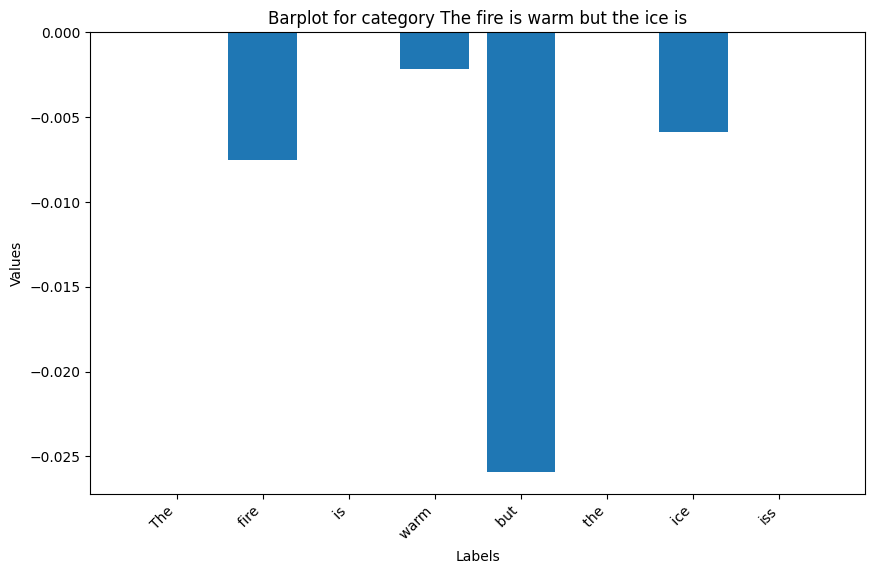 Barplot for category The fire is warm but the ice is
0.000
−0.005
−0.010
−0.015
−0.020
−0.025
Values
The
fire
is
warm
but
the
ice
iss
Labels